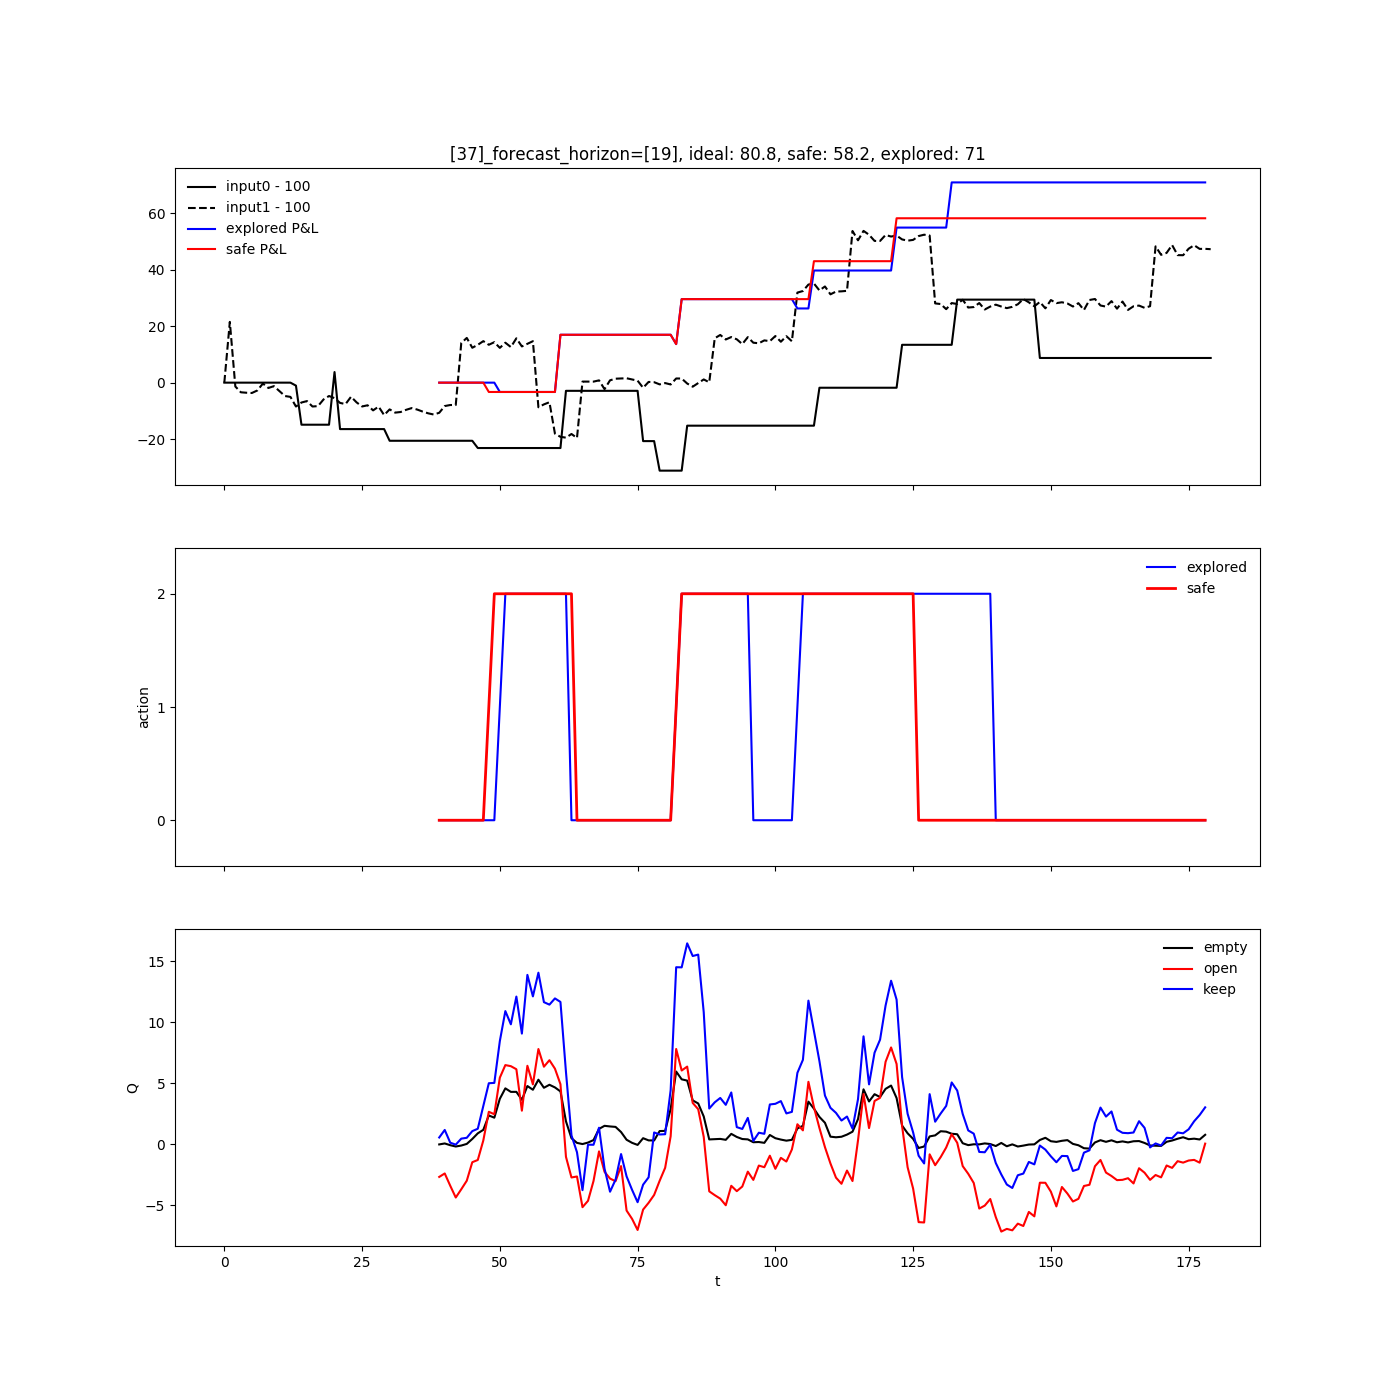 [37]_forecast_horizon=[19], ideal: 80.8, safe: 58.2, explored: 71
input0 - 100
input1 - 100
explored P&L
safe P&L
60
40
20
0
−20
explored
safe
2
1
0
action
empty
open
keep
15
10
5
0
−5
Q
0 25 50 75 100 125 150 175
t